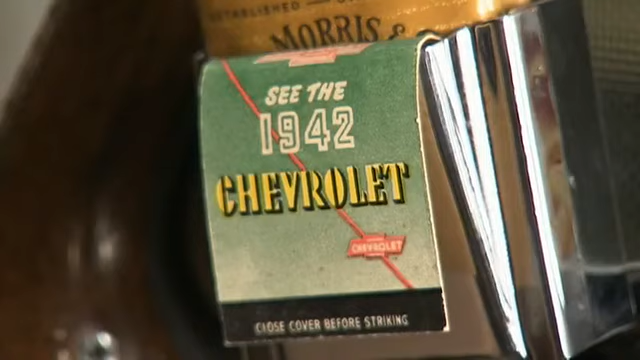 ESTABLISHED
MORRIS &
SEE THE
1942
CHEVROLET
CHEVROLET
CLOSE COVER BEFORE STRIKING